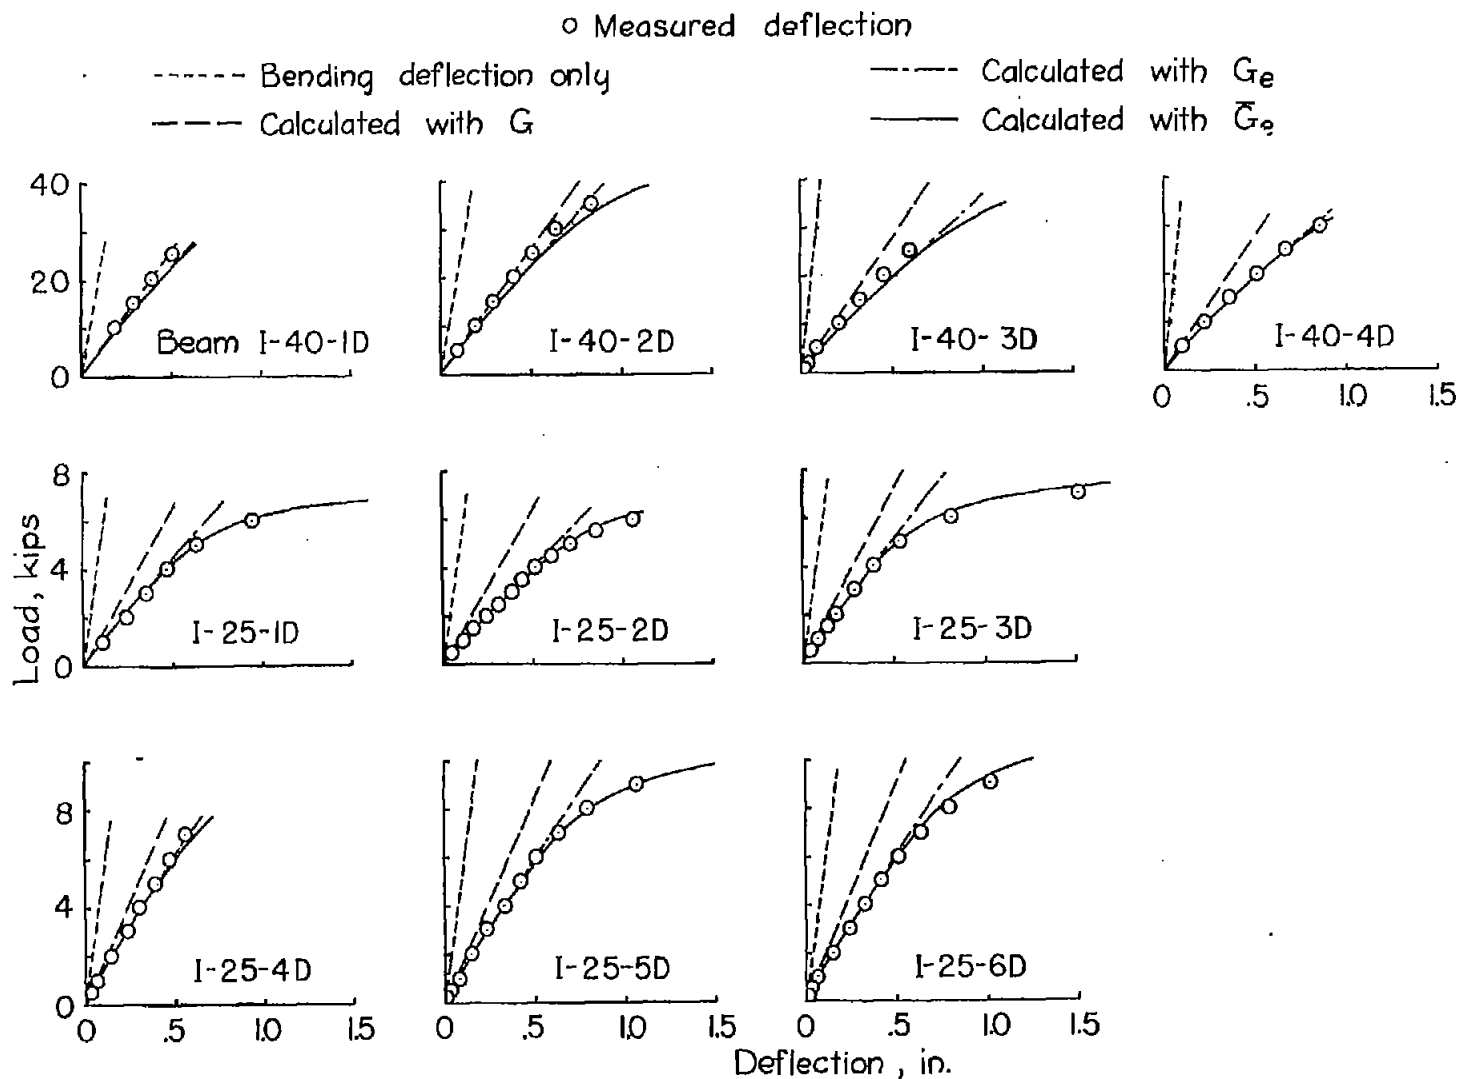 o Measured deflection
Bending deflection only
Calculated with G
Calculated with Ge
Calculated with G̅e
40
20
0
Beam I-40-1D
I-40-2D
I-40-3D
I-40-4D
0 .5 1.0 1.5
8
4
0
Load, kips
I-25-1D
I-25-2D
I-25-3D
8
4
0
I-25-4D
I-25-5D
I-25-6D
0 .5 1.0 1.5
0 .5 1.0 1.5
0 .5 1.0 1.5
Deflection, in.